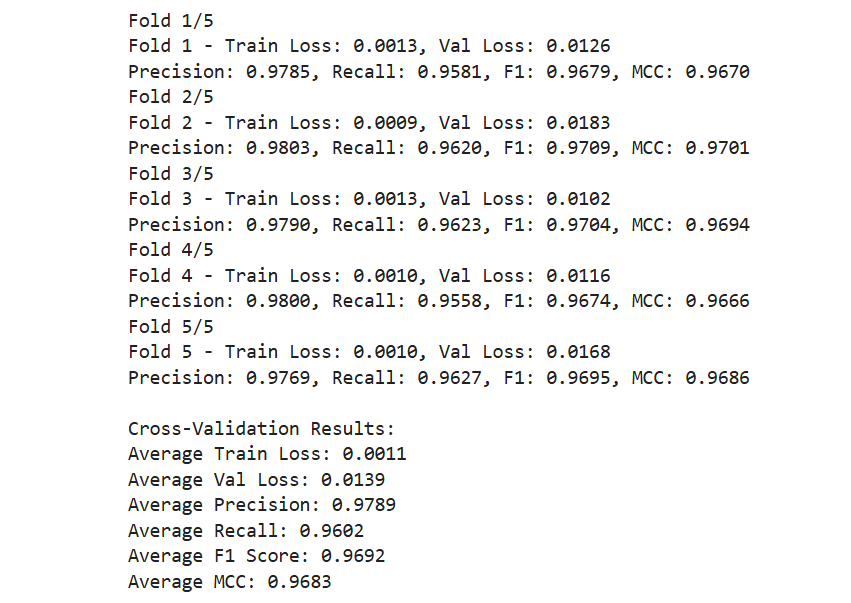 Fold 1/5
Fold 1 - Train Loss: 0.0013, Val Loss: 0.0126
Precision: 0.9785, Recall: 0.9581, F1: 0.9679, MCC: 0.9670
Fold 2/5
Fold 2 - Train Loss: 0.0009, Val Loss: 0.0183
Precision: 0.9803, Recall: 0.9620, F1: 0.9709, MCC: 0.9701
Fold 3/5
Fold 3 - Train Loss: 0.0013, Val Loss: 0.0102
Precision: 0.9790, Recall: 0.9623, F1: 0.9704, MCC: 0.9694
Fold 4/5
Fold 4 - Train Loss: 0.0010, Val Loss: 0.0116
Precision: 0.9800, Recall: 0.9558, F1: 0.9674, MCC: 0.9666
Fold 5/5
Fold 5 - Train Loss: 0.0010, Val Loss: 0.0168
Precision: 0.9769, Recall: 0.9627, F1: 0.9695, MCC: 0.9686
Cross-Validation Results:
Average Train Loss: 0.0011
Average Val Loss: 0.0139
Average Precision: 0.9789
Average Recall: 0.9602
Average F1 Score: 0.9692
Average MCC: 0.9683